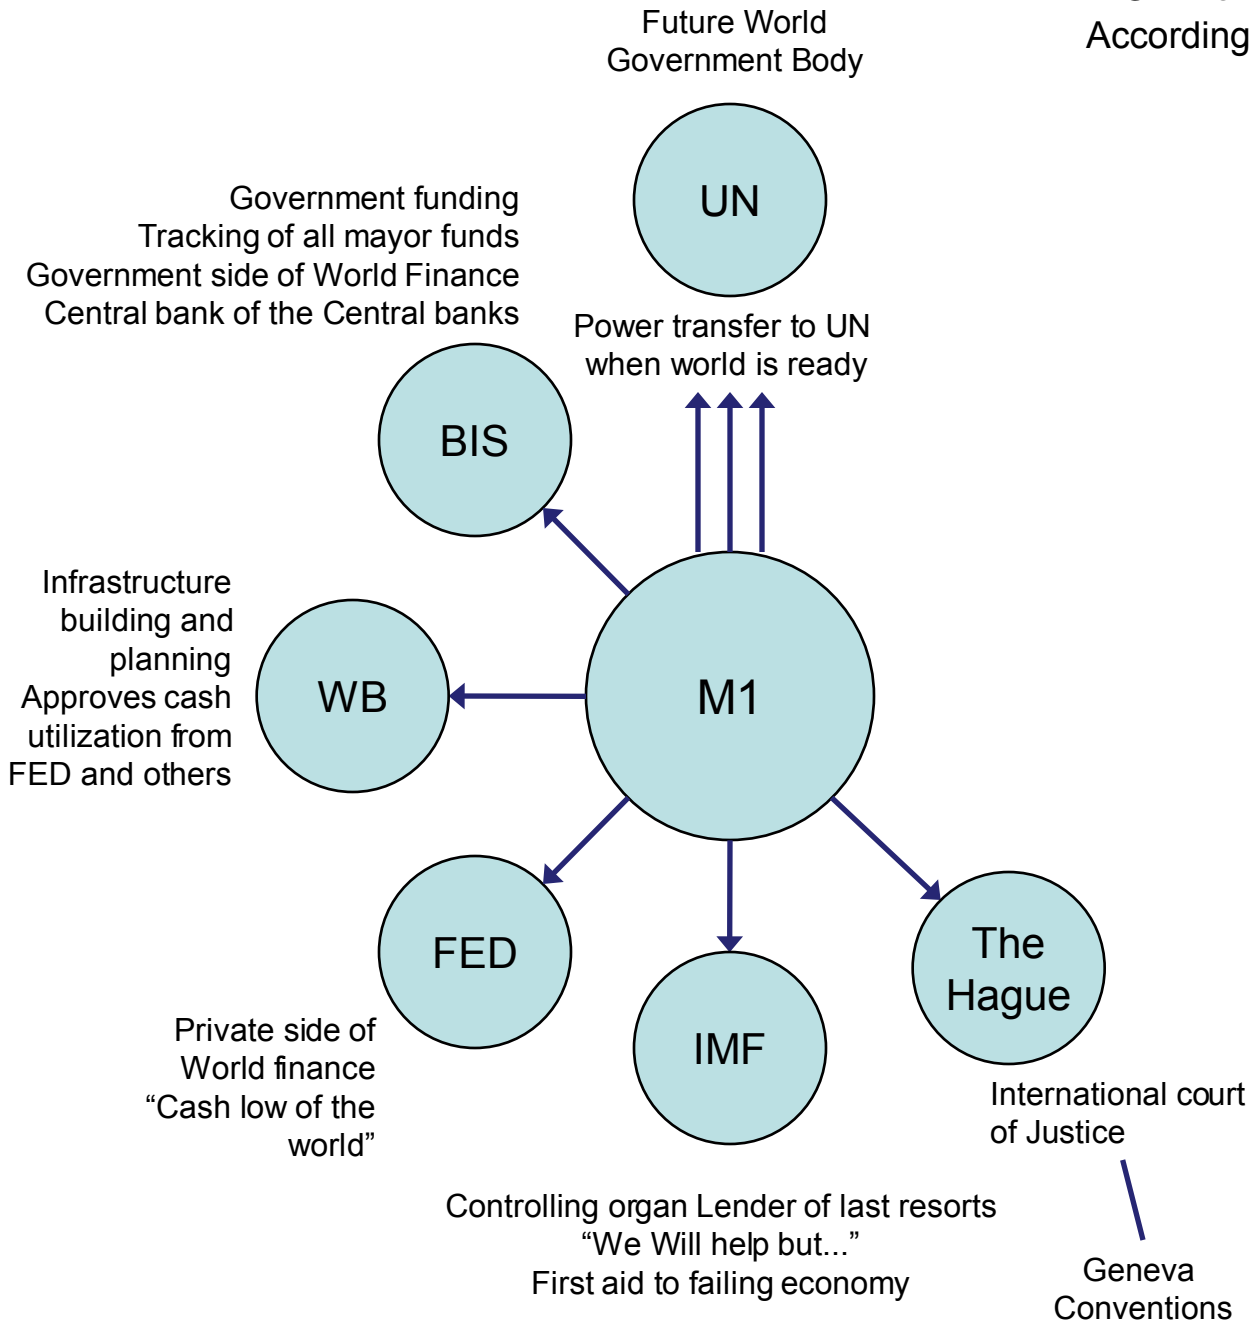 Future World
Government Body
According
UN
Government funding
Tracking of all mayor funds
Government side of World Finance
Central bank of the Central banks
Power transfer to UN
when world is ready
BIS
Infrastructure
building and
planning
Approves cash
utilization from
FED and others
WB
M1
FED
Private side of
World finance
“Cash low of the
world”
IMF
Controlling organ Lender of last resorts
“We Will help but...”
First aid to failing economy
The
Hague
International court
of Justice
Geneva
Conventions